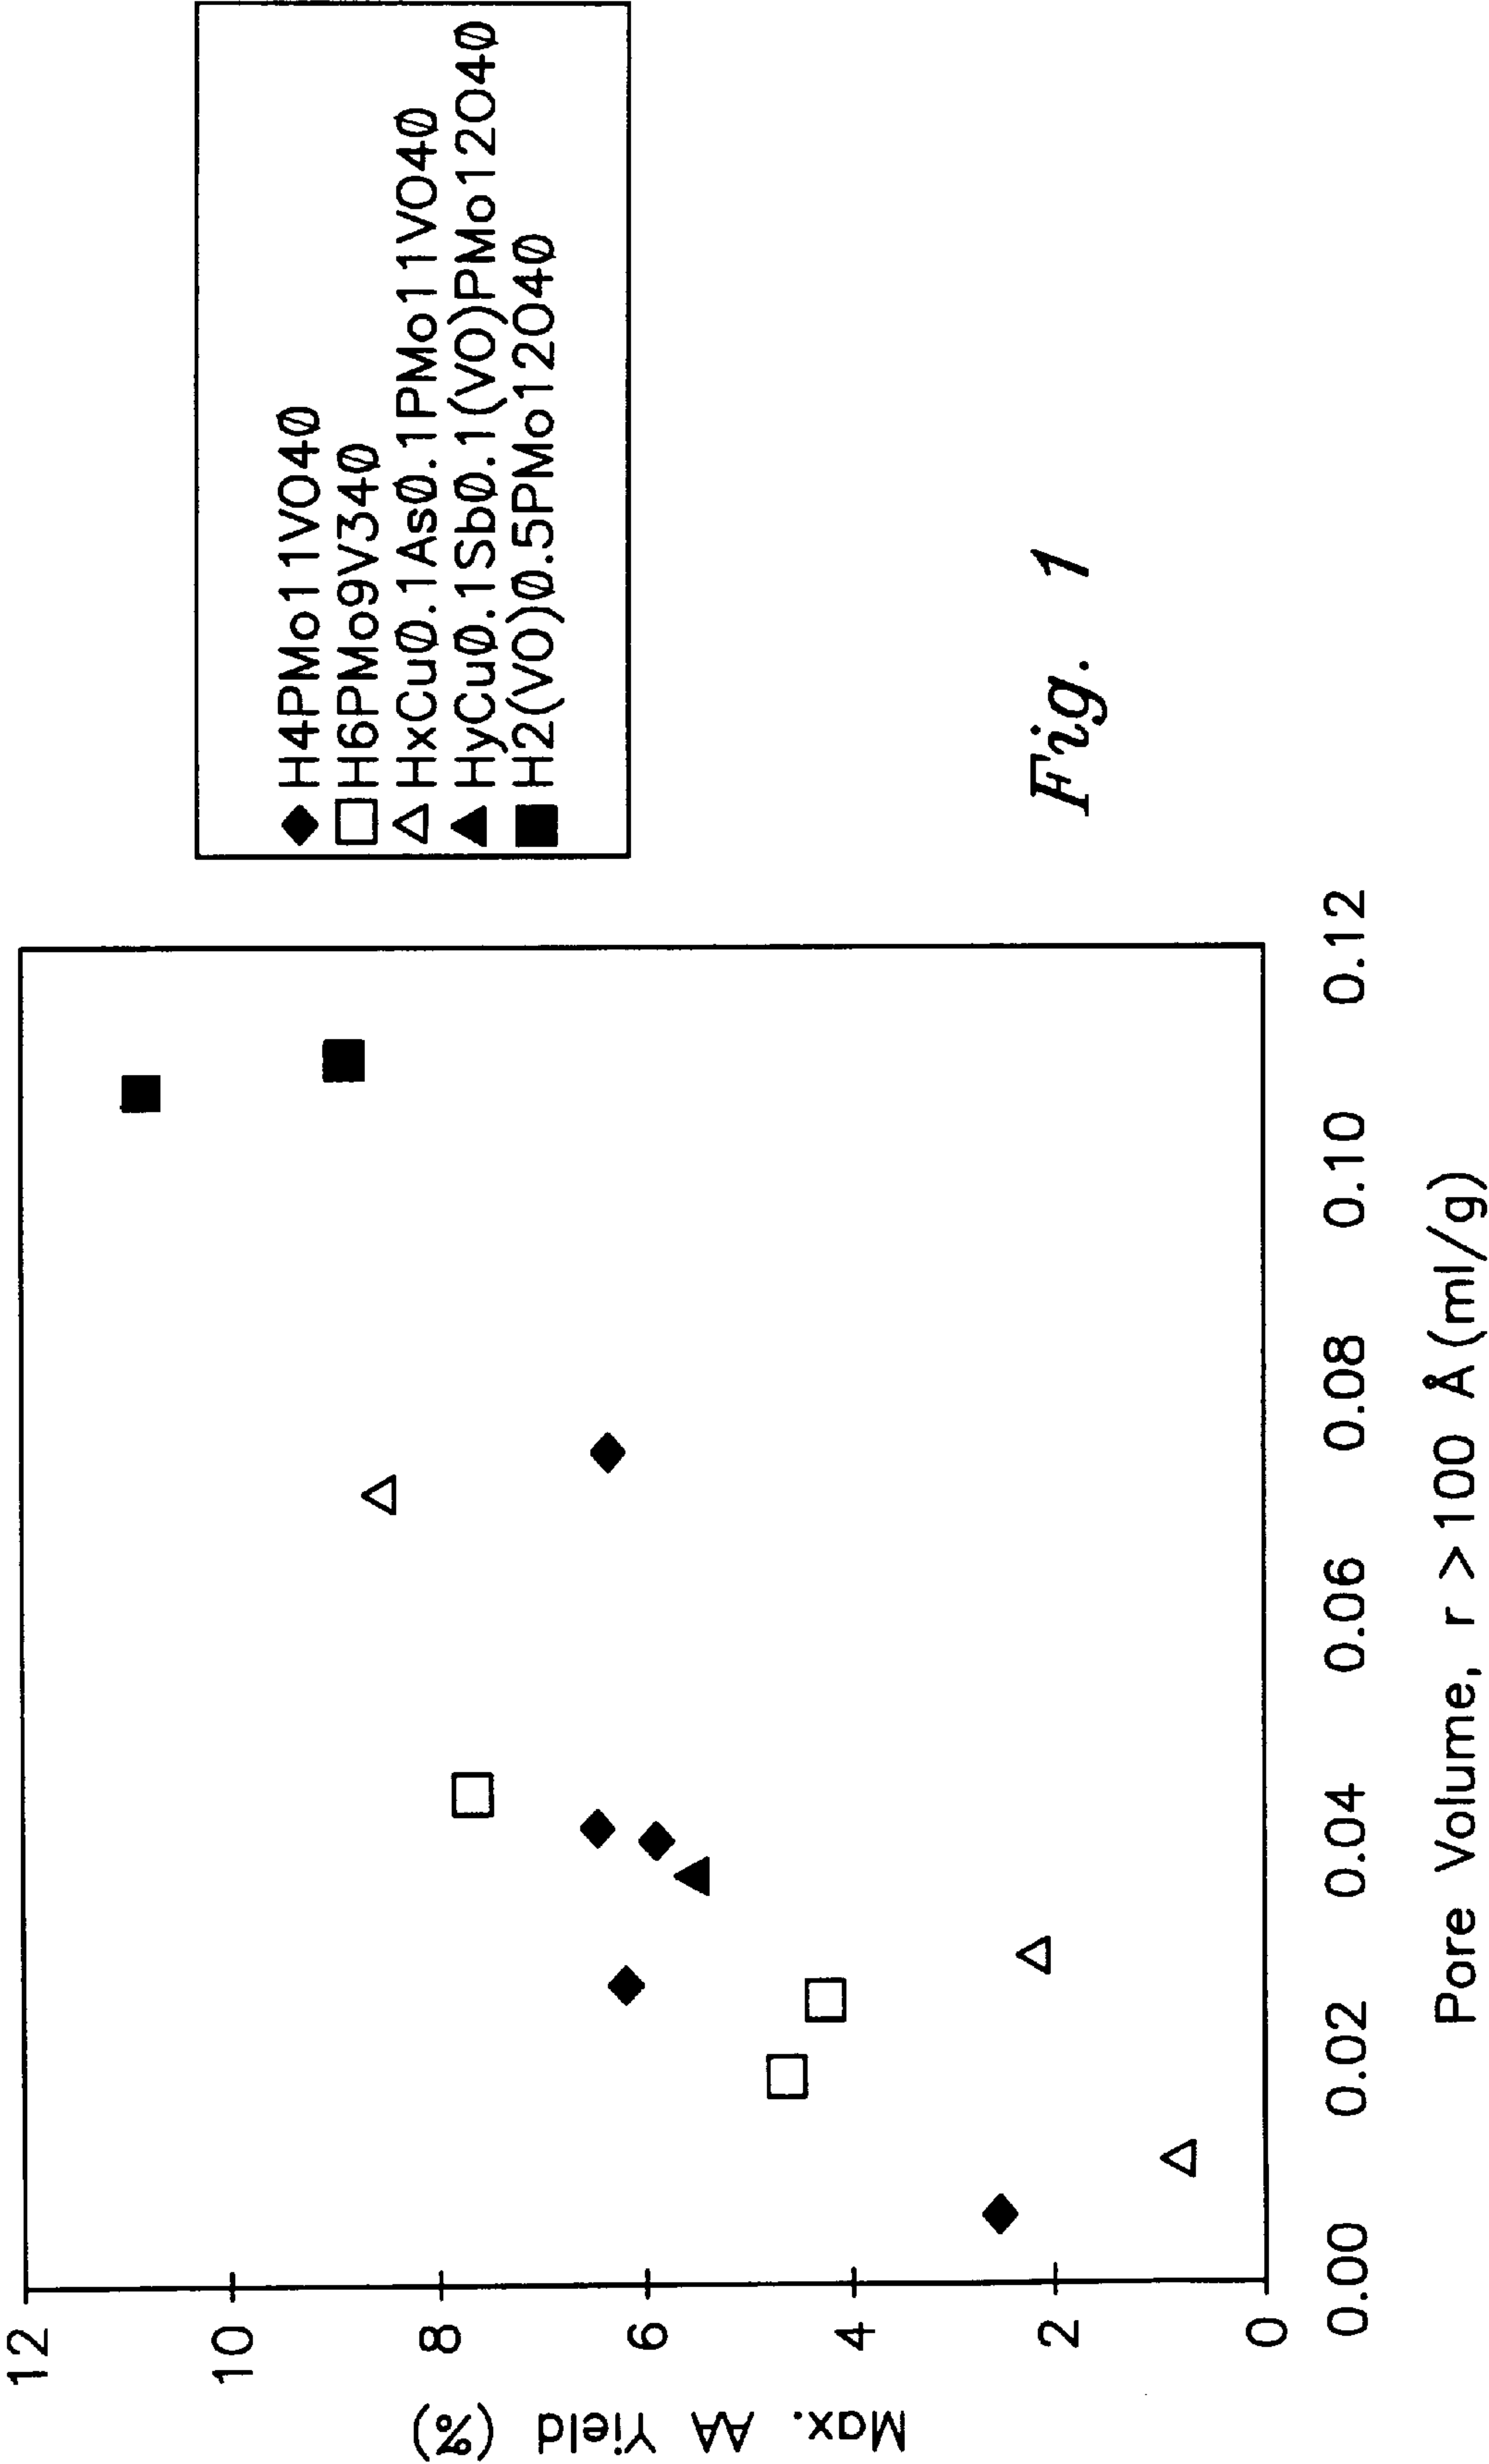 Max. AA Yield (%)
12
10
8
6
4
2
0
0.00
0.02
0.04
0.06
0.08
0.10
0.12
Pore Volume, r >100 Å (ml/g)
H4PMo11VO40
H6PMo9V340
HxCu0.1As0.1PMo11VO40
HyCu0.1Sb0.1(VO)PMo12O40
H2(VO)0.5PMo12O40
Fig. 1